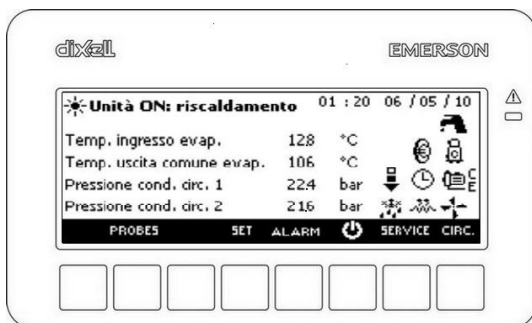 dixell EMERSON
Unità ON: riscaldamento 01 : 20 06 / 05 / 10
Temp. ingresso evap. 128 °C
Temp. uscita comune evap. 106 °C
Pressione cond. circ. 1 224 bar
Pressione cond. circ. 2 216 bar
PROBES SET ALARM SERVICE CIRC.